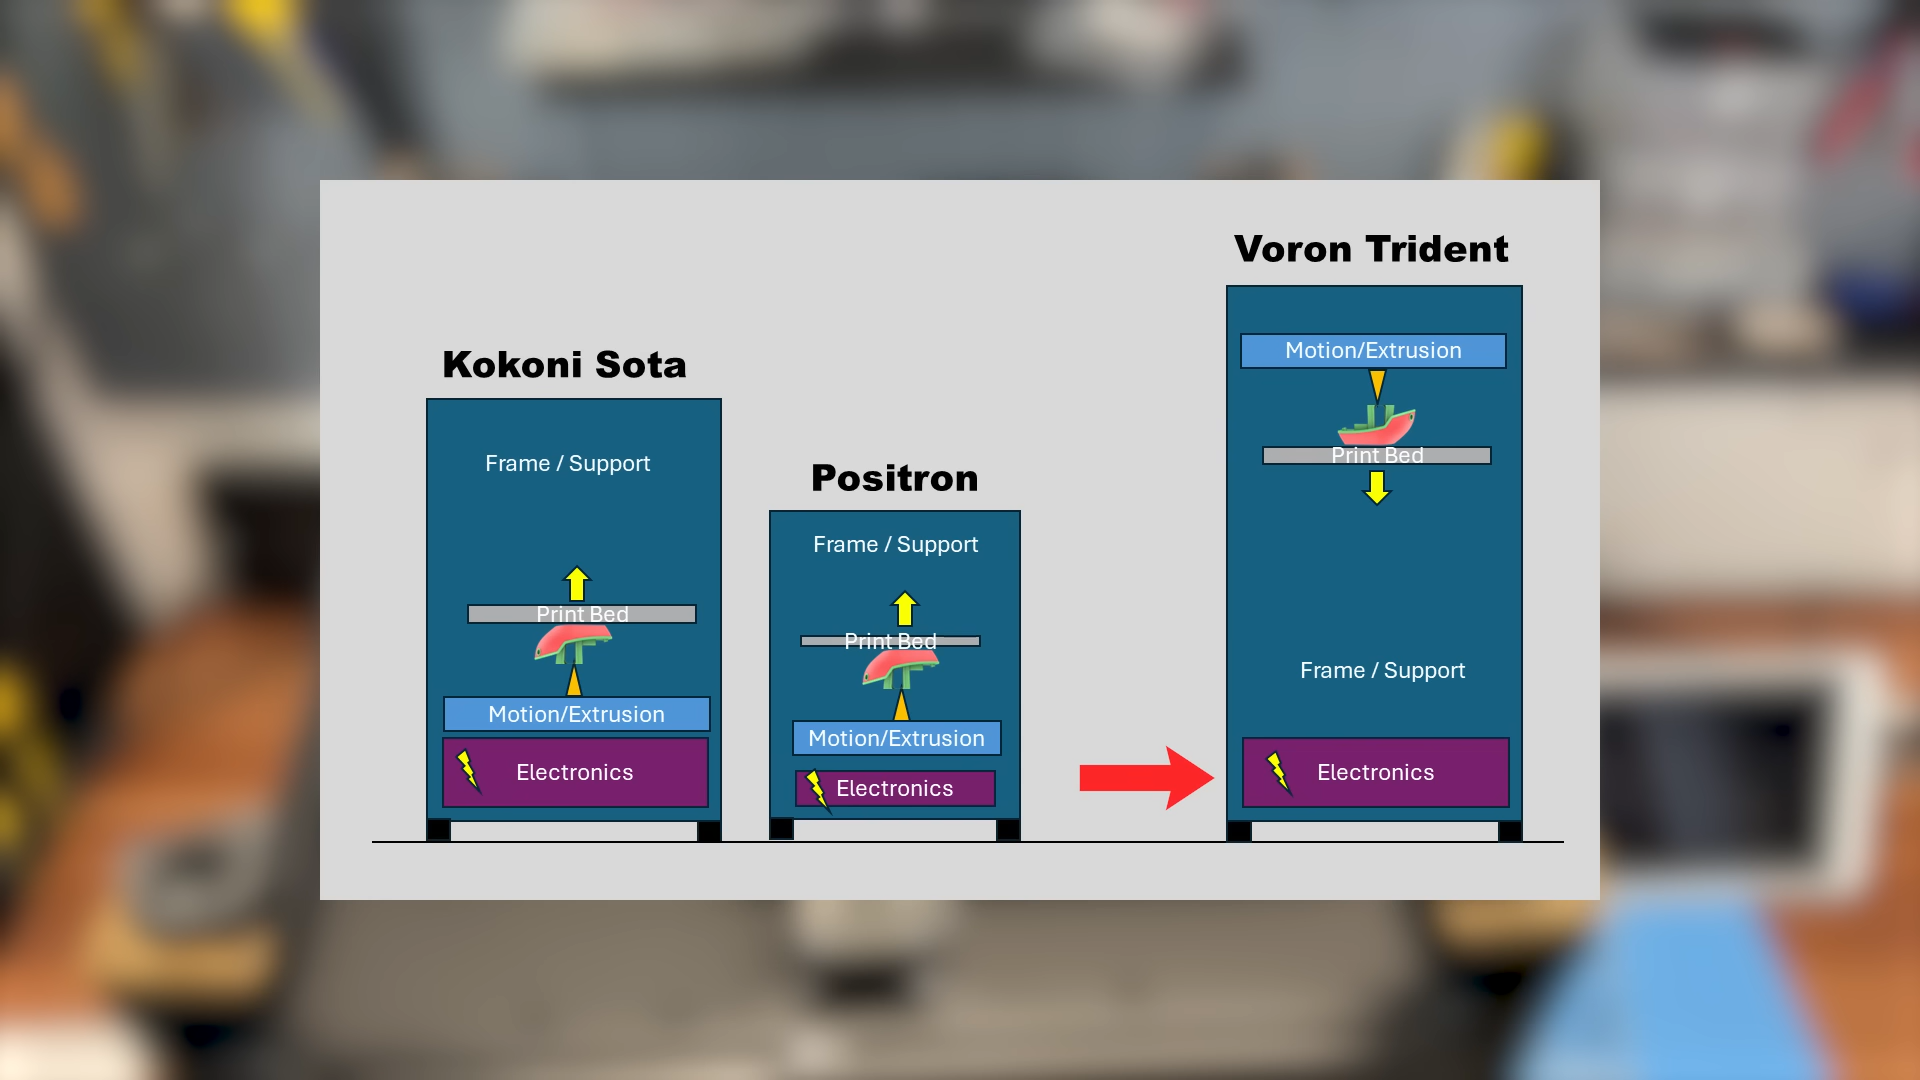 Kokoni Sota
Frame / Support
Print Bed
Motion/Extrusion
Electronics
Positron
Frame / Support
Print Bed
Motion/Extrusion
Electronics
Voron Trident
Motion/Extrusion
Print Bed
Frame / Support
Electronics